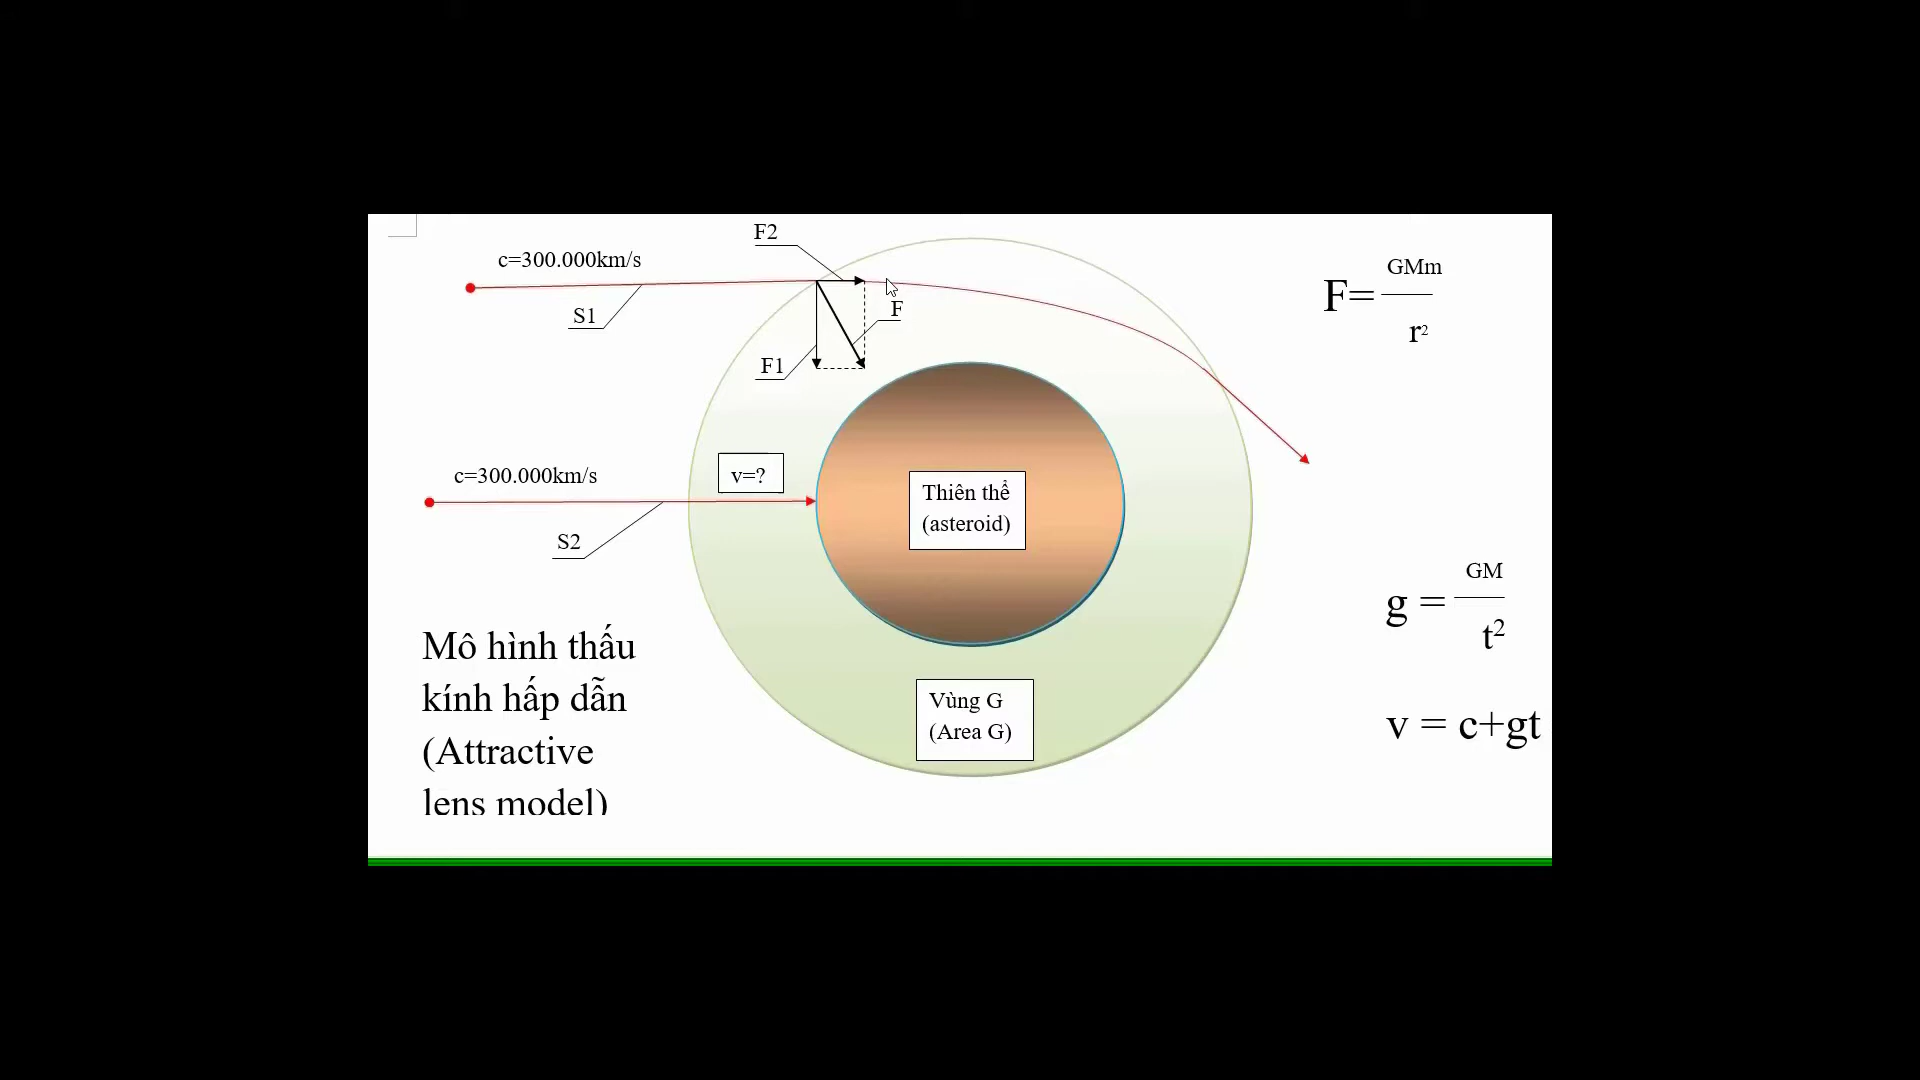 F2
c=300.000km/s
S1
F
F1
GMm
F=
r²
c=300.000km/s
v=?
S2
Thiên thể
(asteroid)
GM
g =
t²
Mô hình thấu
kính hấp dẫn
(Attractive
lens model)
Vùng G
(Area G)
v = c+gt